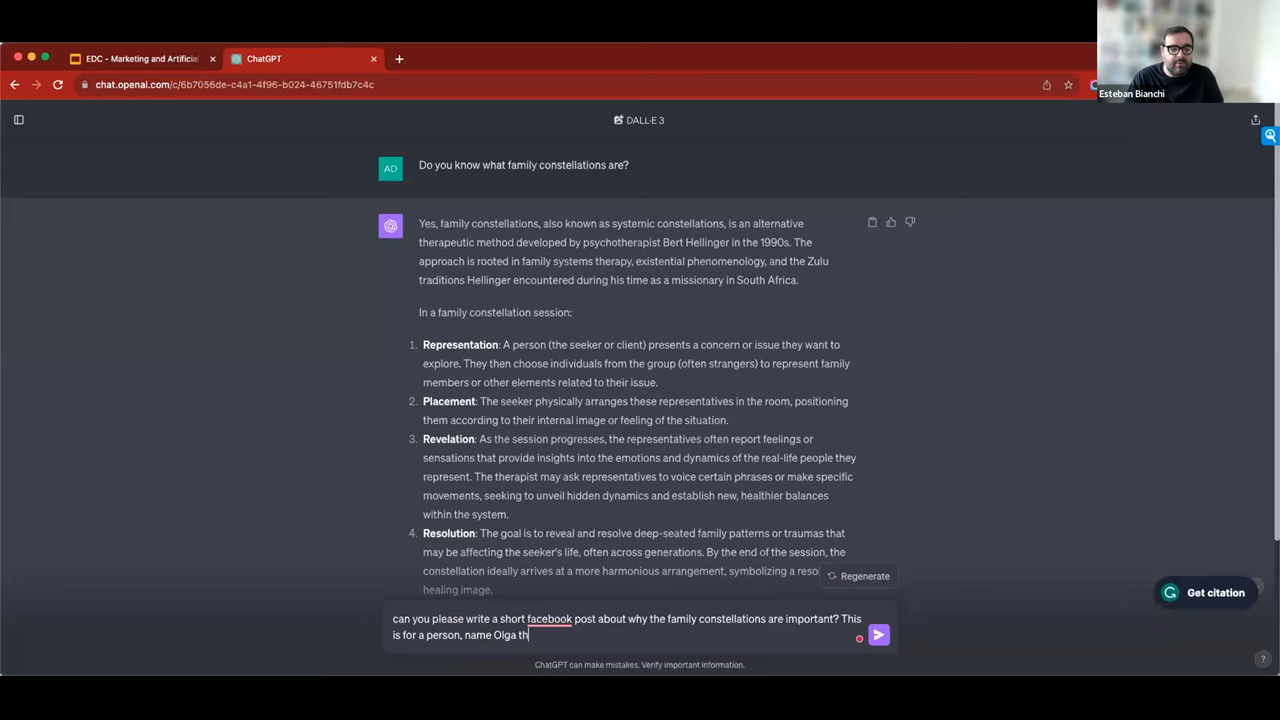 EDC - Marketing and Artificial
ChatGPT
chat.openai.com/c/6b7056de-c4a1-4f96-b024-46751fdb7c4c
Esteban Bianchi
DALL·E 3
AD
Do you know what family constellations are?
Yes, family constellations, also known as systemic constellations, is an alternative
therapeutic method developed by psychotherapist Bert Hellinger in the 1990s. The
approach is rooted in family systems therapy, existential phenomenology, and the Zulu
traditions Hellinger encountered during his time as a missionary in South Africa.
In a family constellation session:
1. Representation: A person (the seeker or client) presents a concern or issue they want to
explore. They then choose individuals from the group (often strangers) to represent family
members or other elements related to their issue.
2. Placement: The seeker physically arranges these representatives in the room, positioning
them according to their internal image or feeling of the situation.
3. Revelation: As the session progresses, the representatives often report feelings or
sensations that provide insights into the emotions and dynamics of the real-life people they
represent. The therapist may ask representatives to voice certain phrases or make specific
movements, seeking to unveil hidden dynamics and establish new, healthier balances
within the system.
4. Resolution: The goal is to reveal and resolve deep-seated family patterns or traumas that
may be affecting the seeker's life, often across generations. By the end of the session, the
constellation ideally arrives at a more harmonious arrangement, symbolizing a reso
healing image.
Regenerate
Get citation
can you please write a short facebook post about why the family constellations are important? This
is for a person, name Olga th
ChatGPT can make mistakes. Verify important information.
?